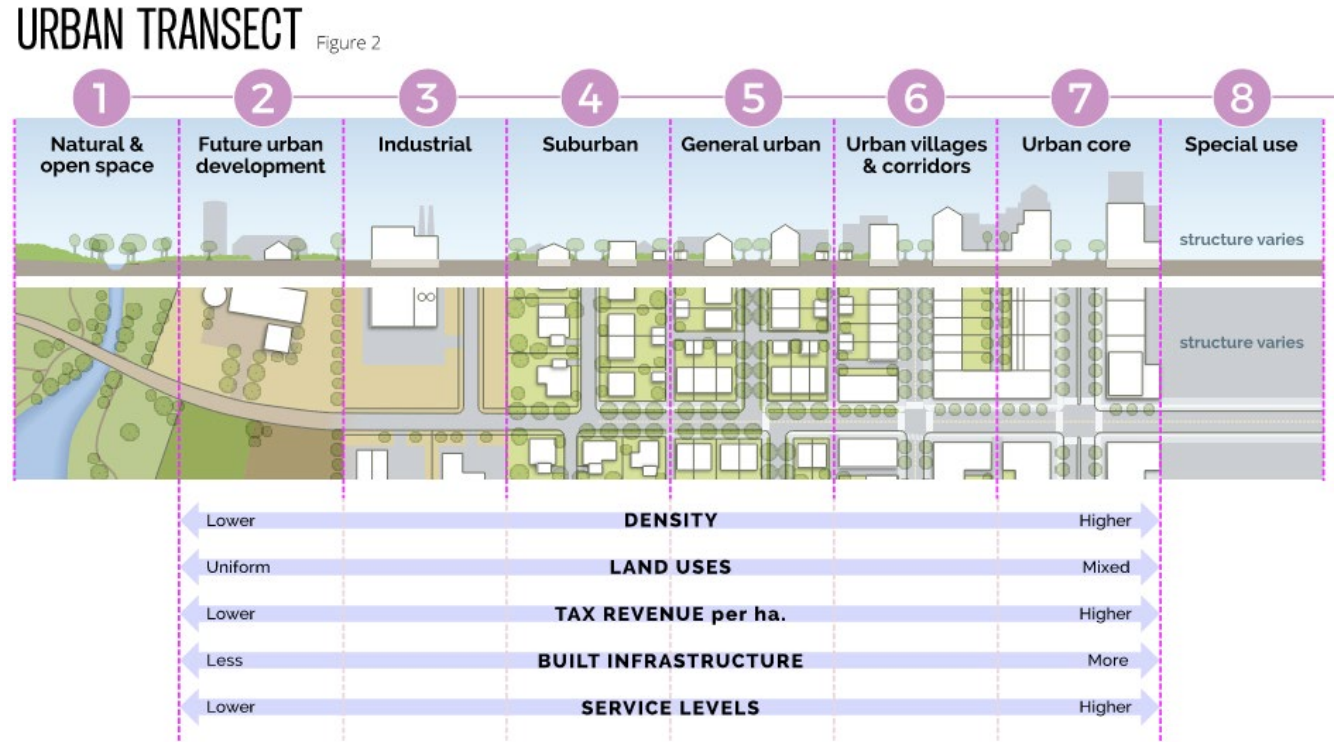 URBAN TRANSECT Figure 2
1 2 3 4 5 6 7 8
Natural &
open space
Future urban
development
Industrial
Suburban
General urban
Urban villages
& corridors
Urban core
Special use
structure varies
structure varies
Lower DENSITY Higher
Uniform LAND USES Mixed
Lower TAX REVENUE per ha. Higher
Less BUILT INFRASTRUCTURE More
Lower SERVICE LEVELS Higher